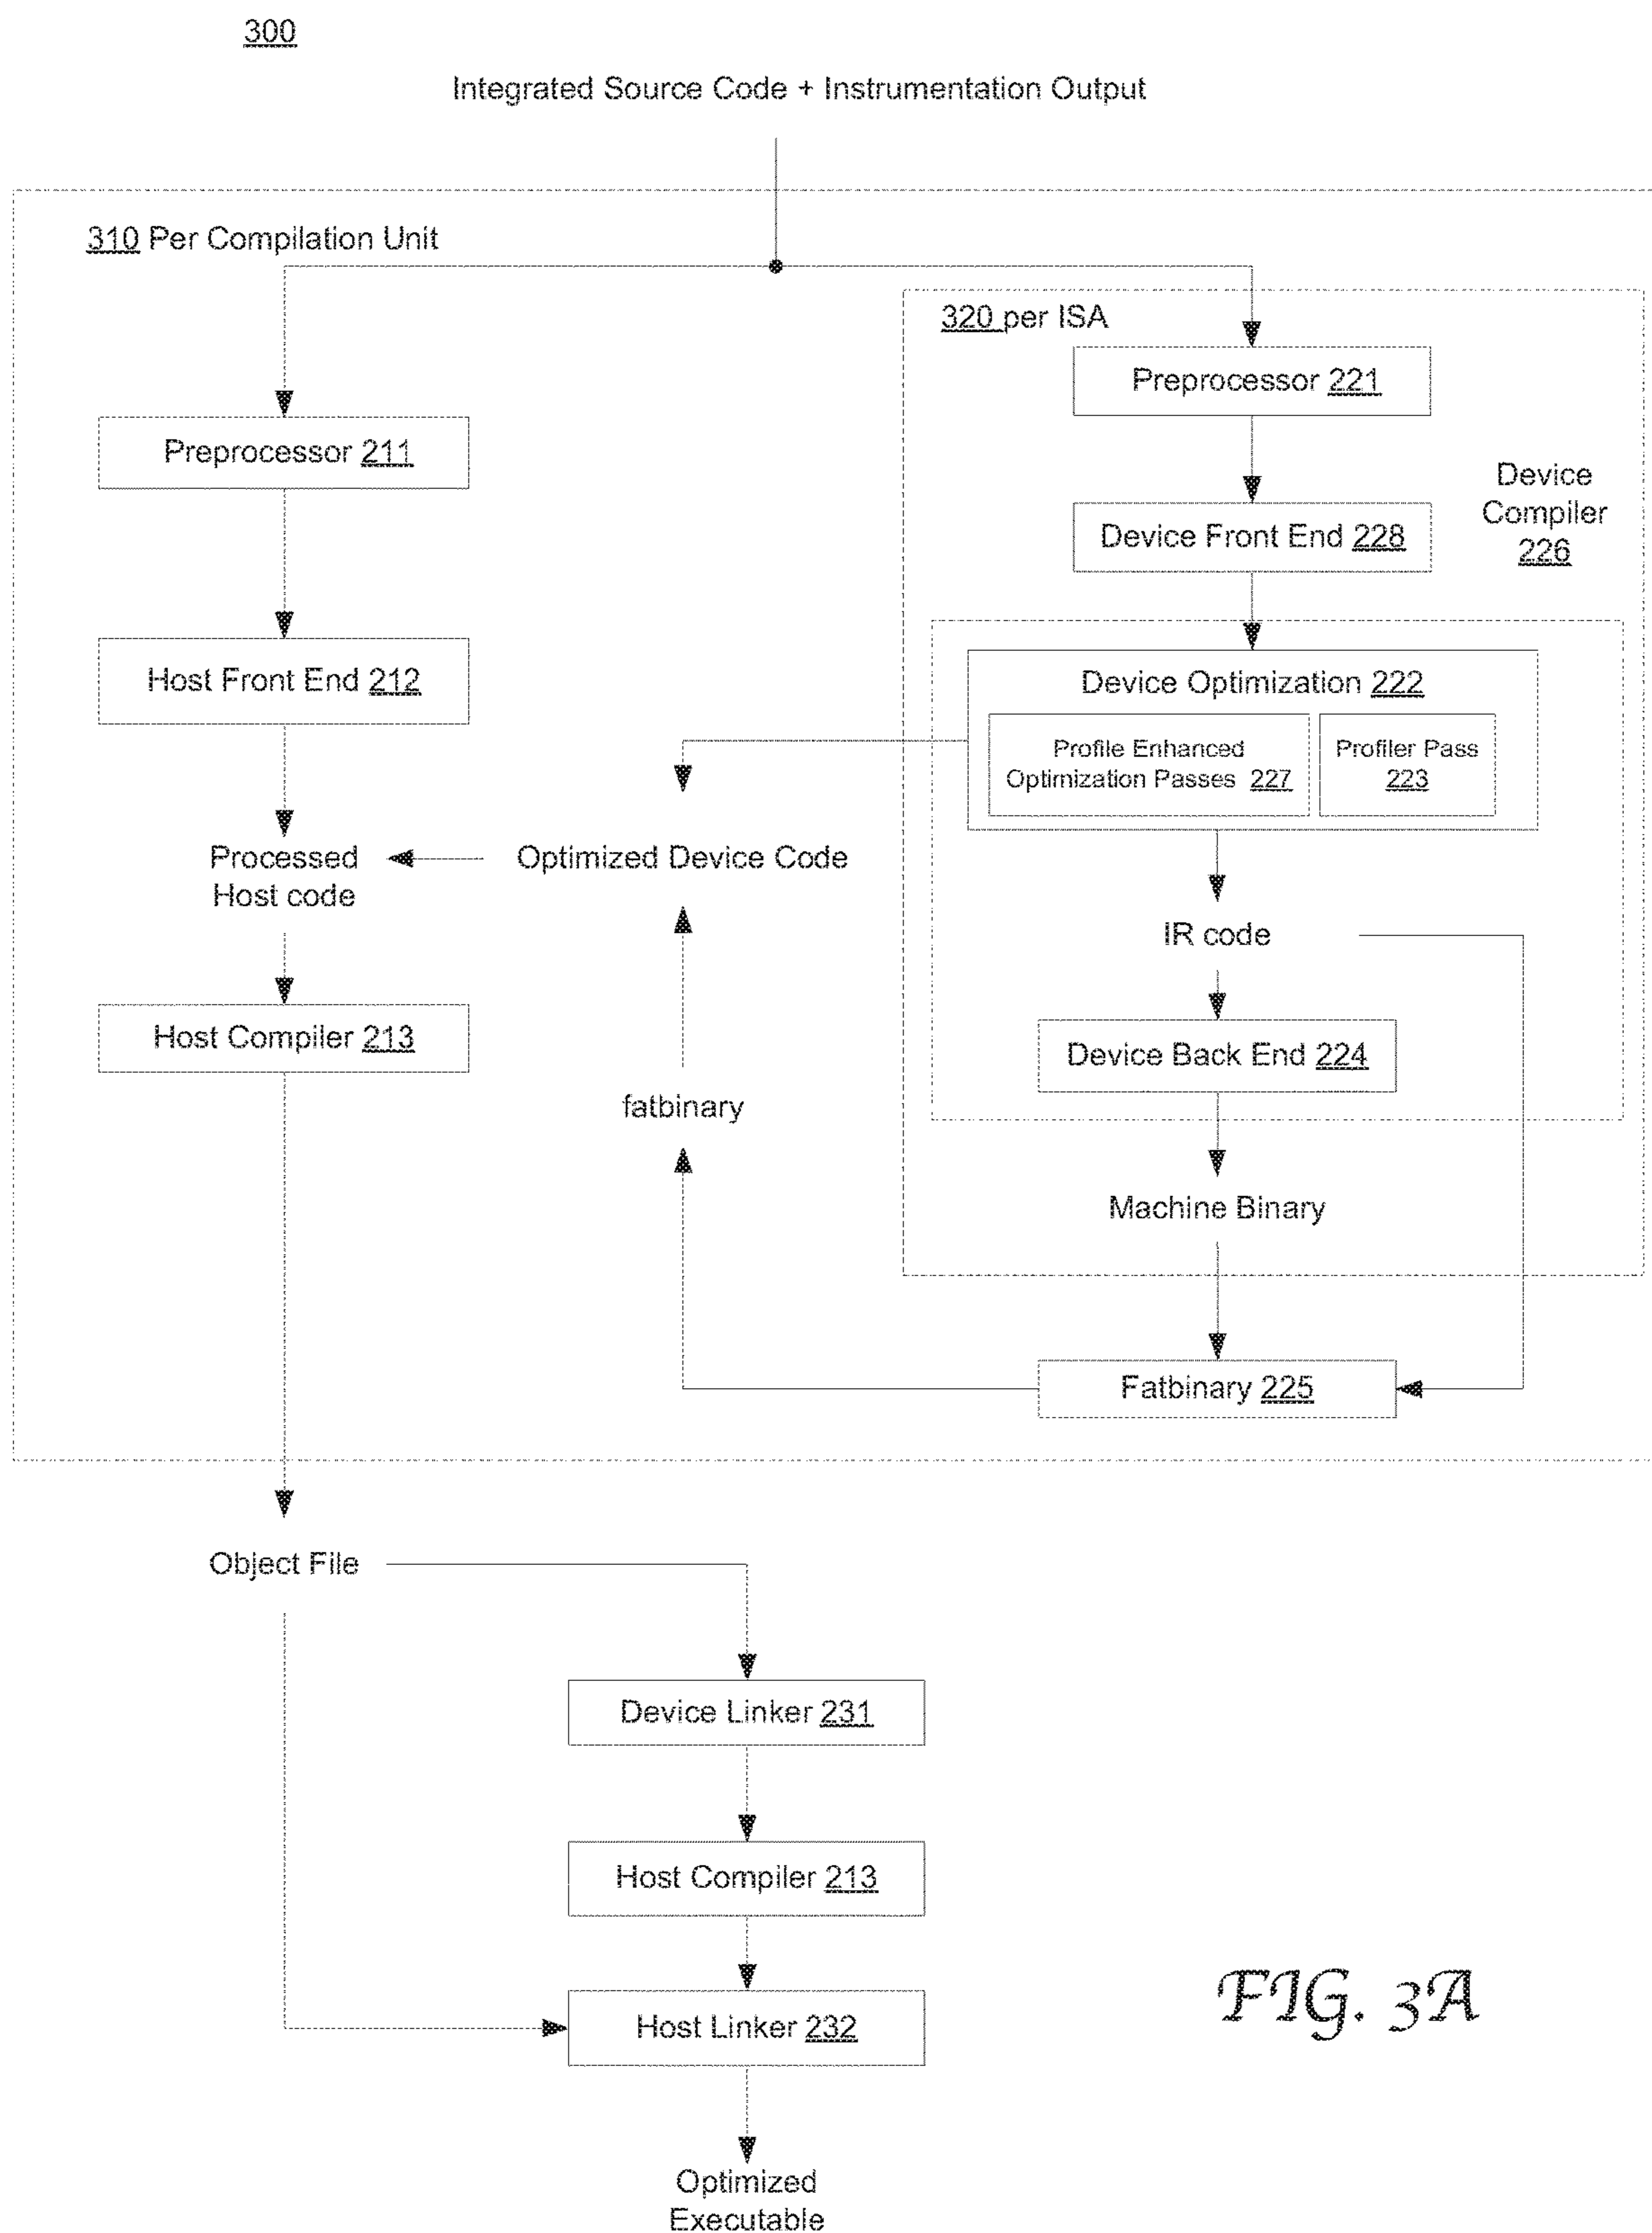 300
Integrated Source Code + Instrumentation Output
310 Per Compilation Unit
320 per ISA
Preprocessor 221
Preprocessor 211
Device
Compiler
226
Device Front End 228
Host Front End 212
Device Optimization 222
Profile Enhanced
Optimization Passes 227
Profiler Pass
223
Processed
Host code
Optimized Device Code
IR code
Host Compiler 213
Device Back End 224
fatbinary
Machine Binary
Fatbinary 225
Object File
Device Linker 231
Host Compiler 213
Host Linker 232
Optimized
Executable
FIG. 3A